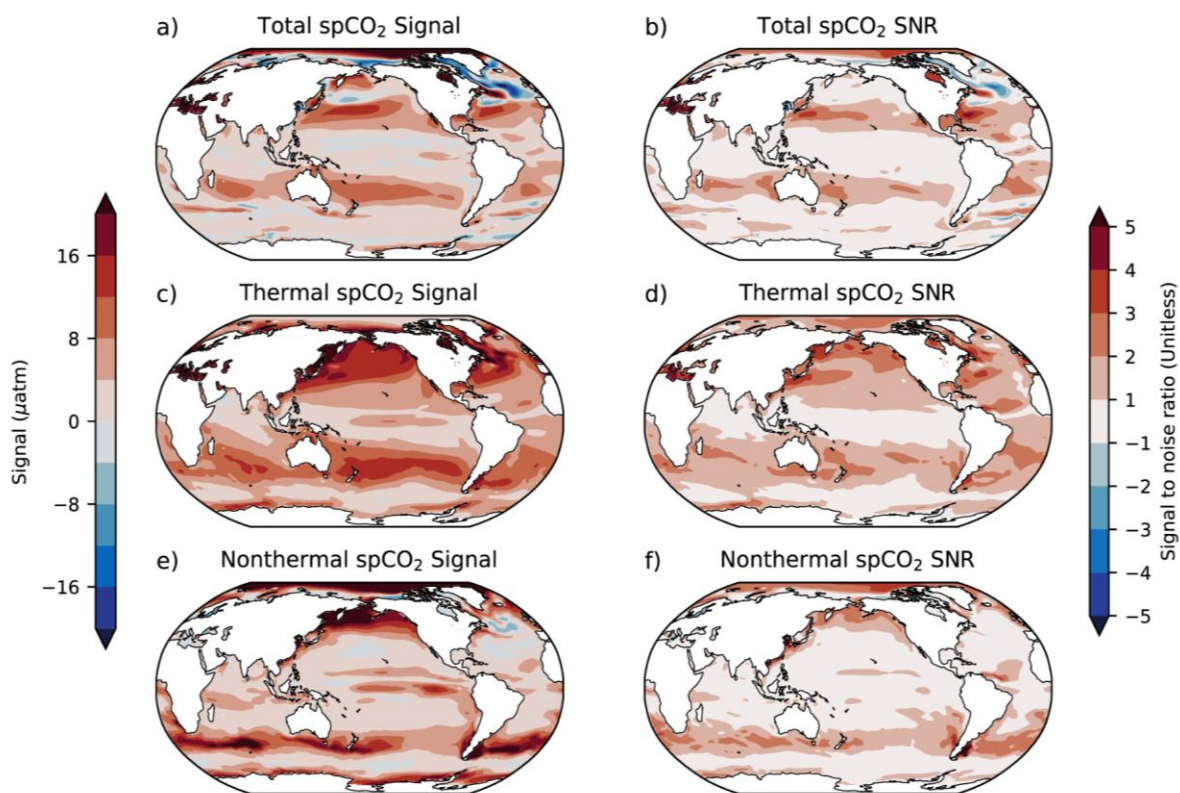 a) Total spCO₂ Signal
b) Total spCO₂ SNR
c) Thermal spCO₂ Signal
d) Thermal spCO₂ SNR
e) Nonthermal spCO₂ Signal
f) Nonthermal spCO₂ SNR
Signal (μatm)
16
8
0
−8
−16
Signal to noise ratio (Unitless)
5
4
3
2
1
−1
−2
−3
−4
−5